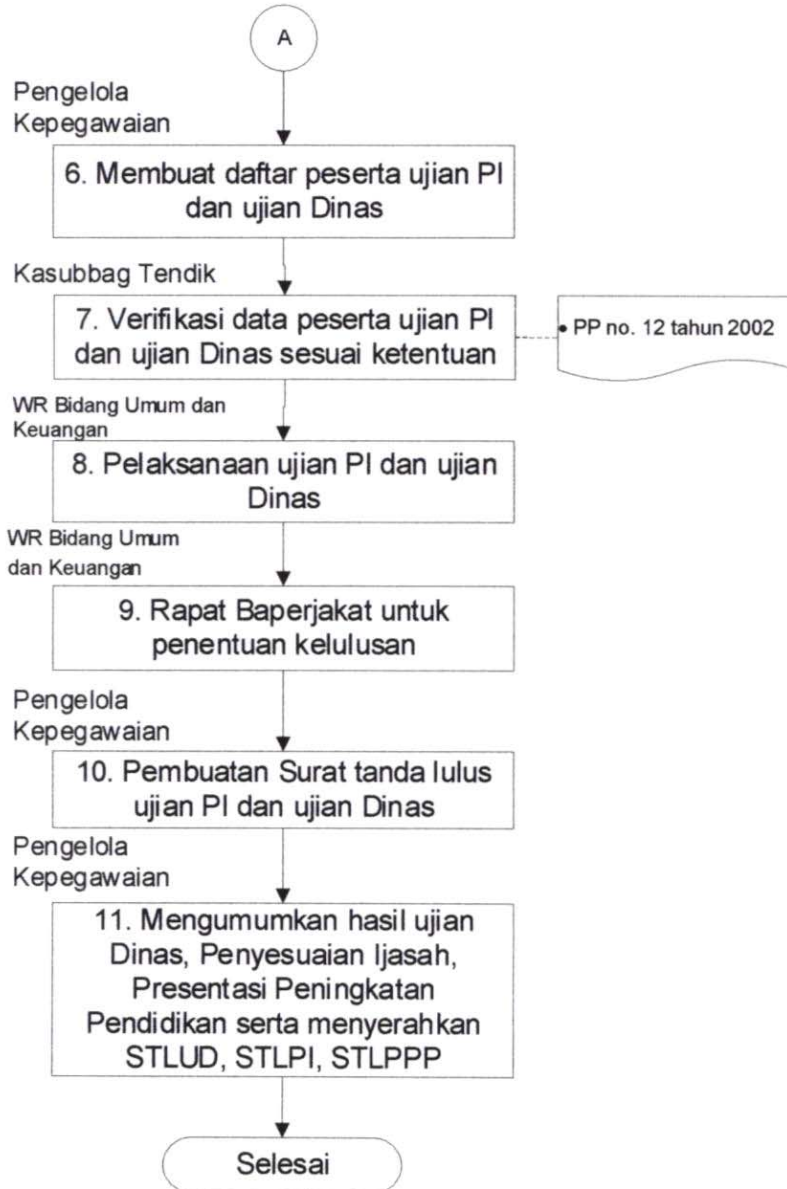 A
Pengelola
Kepegawaian
6. Membuat daftar peserta ujian PI
dan ujian Dinas
Kasubbag Tendik
7. Verifikasi data peserta ujian PI
dan ujian Dinas sesuai ketentuan
• PP no. 12 tahun 2002
WR Bidang Umum dan
Keuangan
8. Pelaksanaan ujian PI dan ujian
Dinas
WR Bidang Umum
dan Keuangan
9. Rapat Baperjakat untuk
penentuan kelulusan
Pengelola
Kepegawaian
10. Pembuatan Surat tanda lulus
ujian PI dan ujian Dinas
Pengelola
Kepegawaian
11. Mengumumkan hasil ujian
Dinas, Penyesuaian Ijasah,
Presentasi Peningkatan
Pendidikan serta menyerahkan
STLUD, STLPI, STLPPP
Selesai